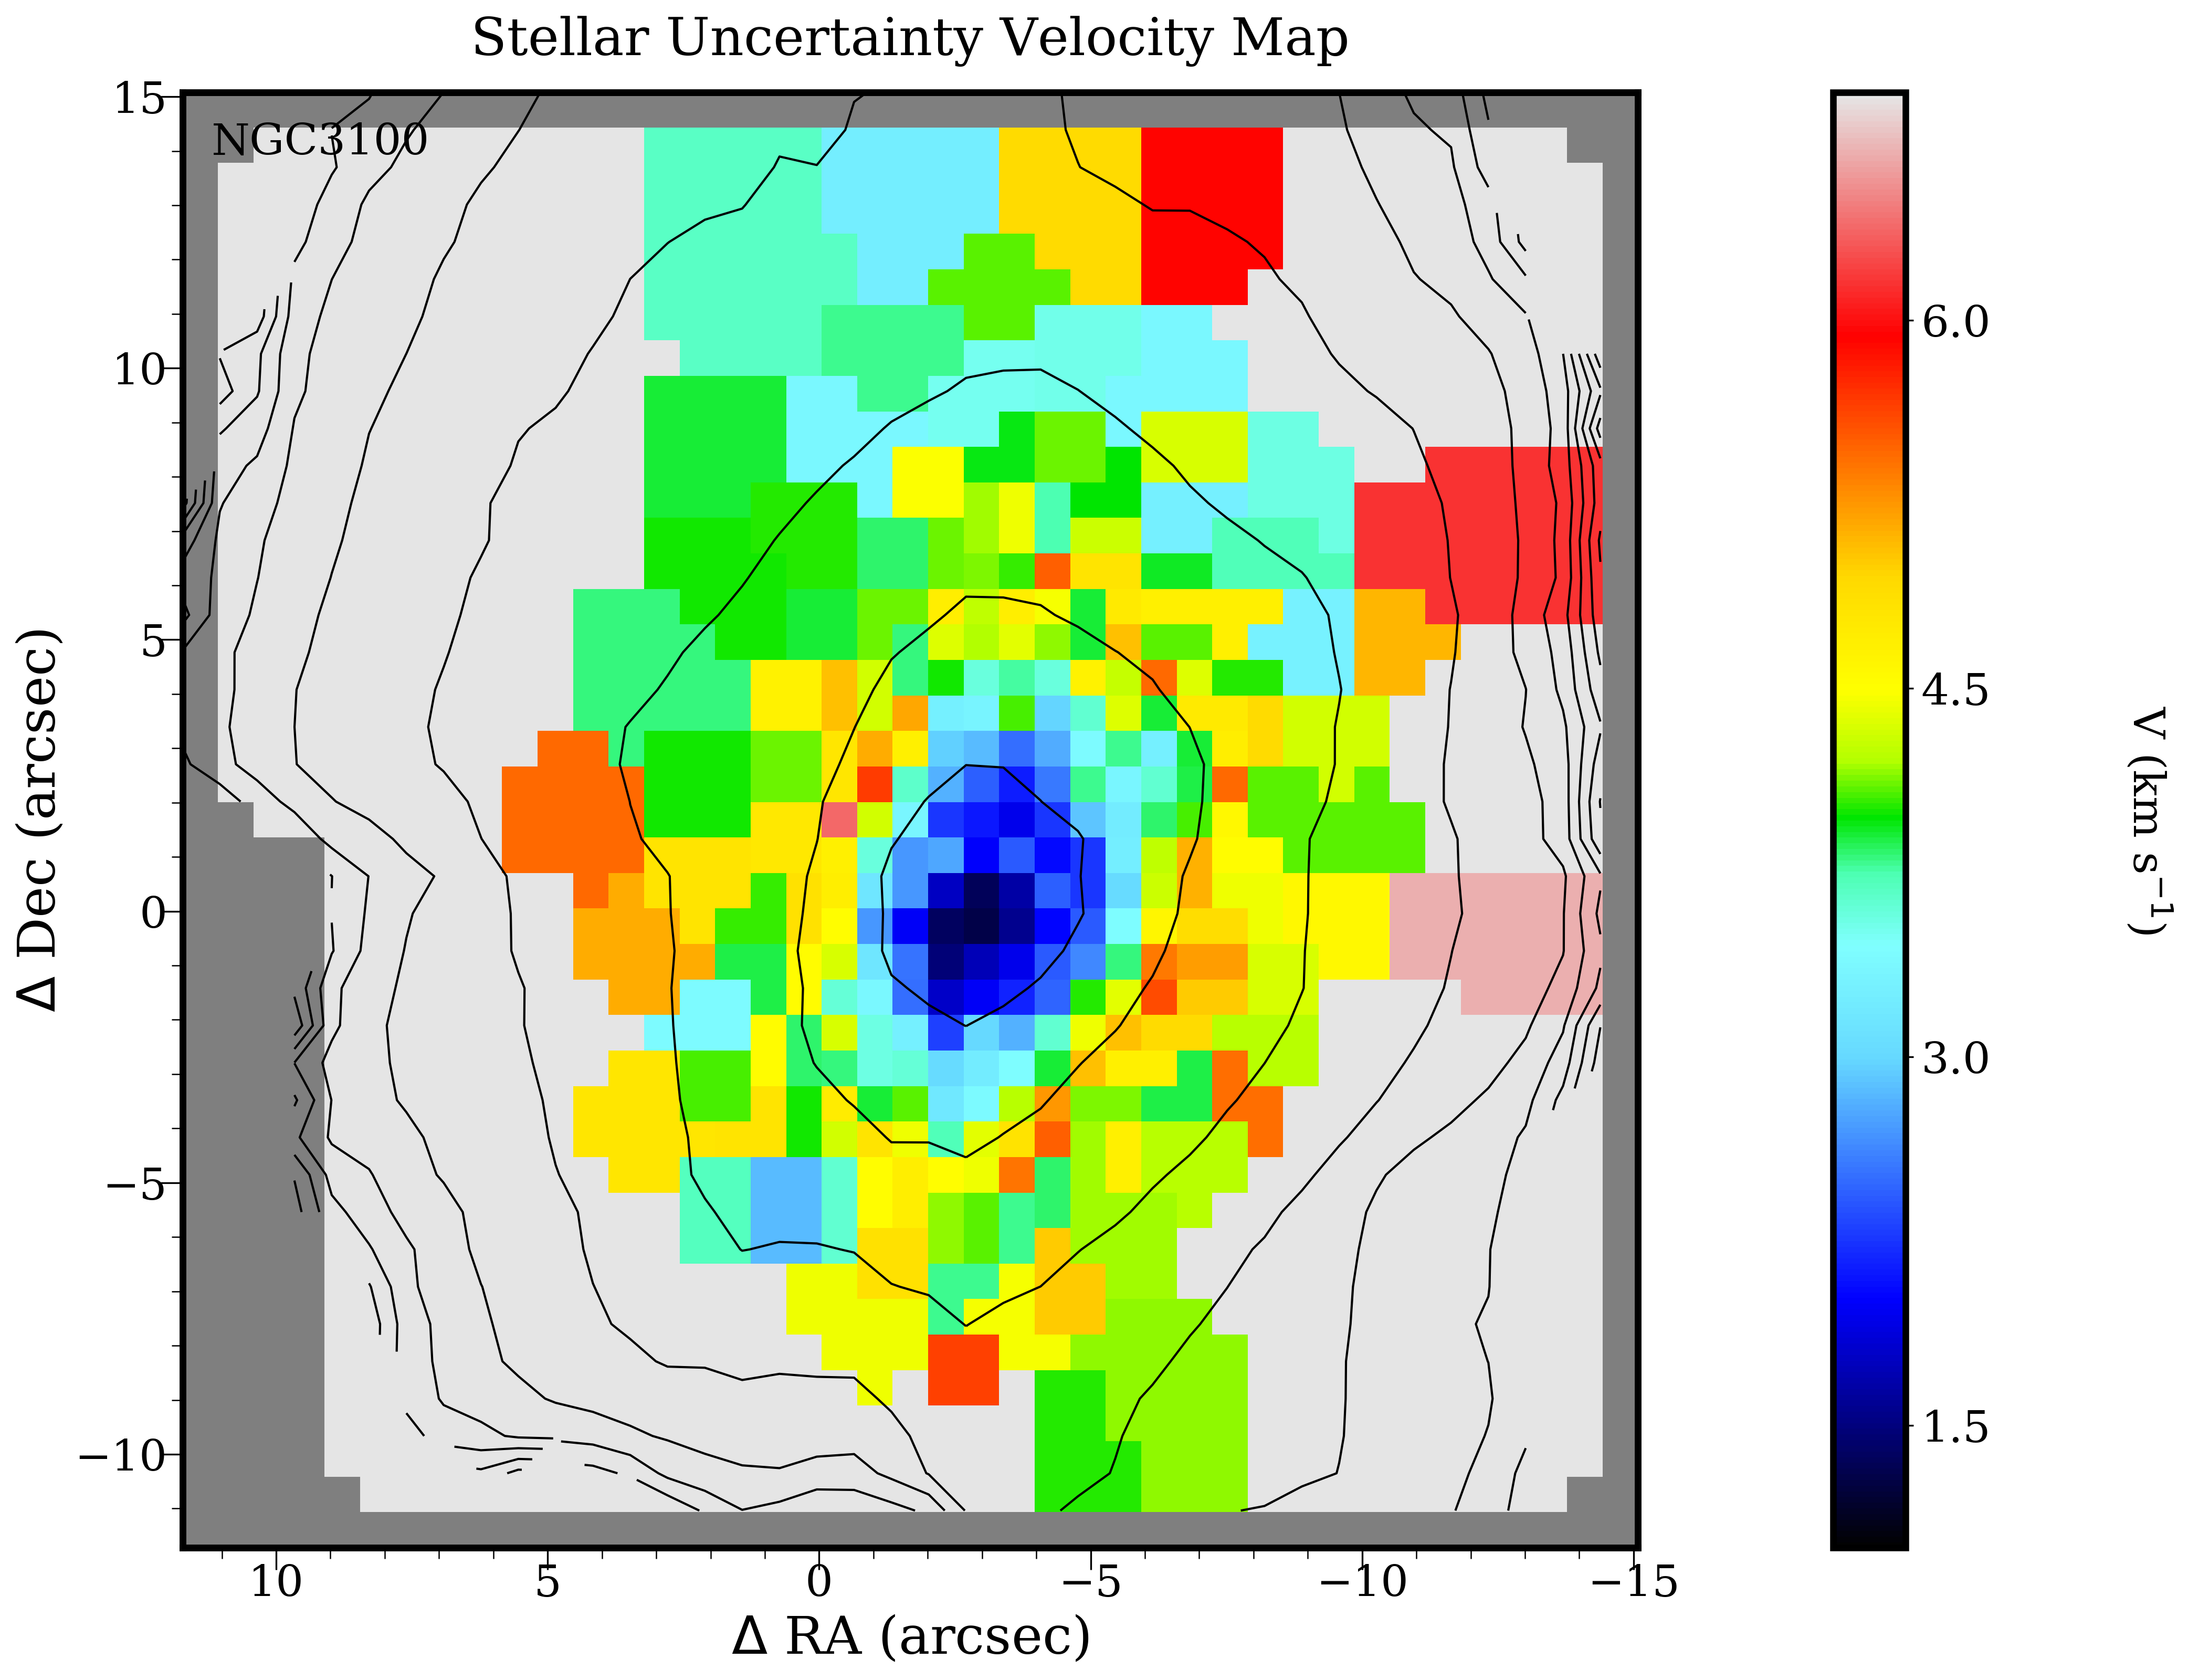 Stellar Uncertainty Velocity Map
NGC3100
15
10
5
0
−5
−10
Δ Dec (arcsec)
10 5 0 −5 −10 −15
Δ RA (arcsec)
6.0
4.5
3.0
1.5
V (km s⁻¹)